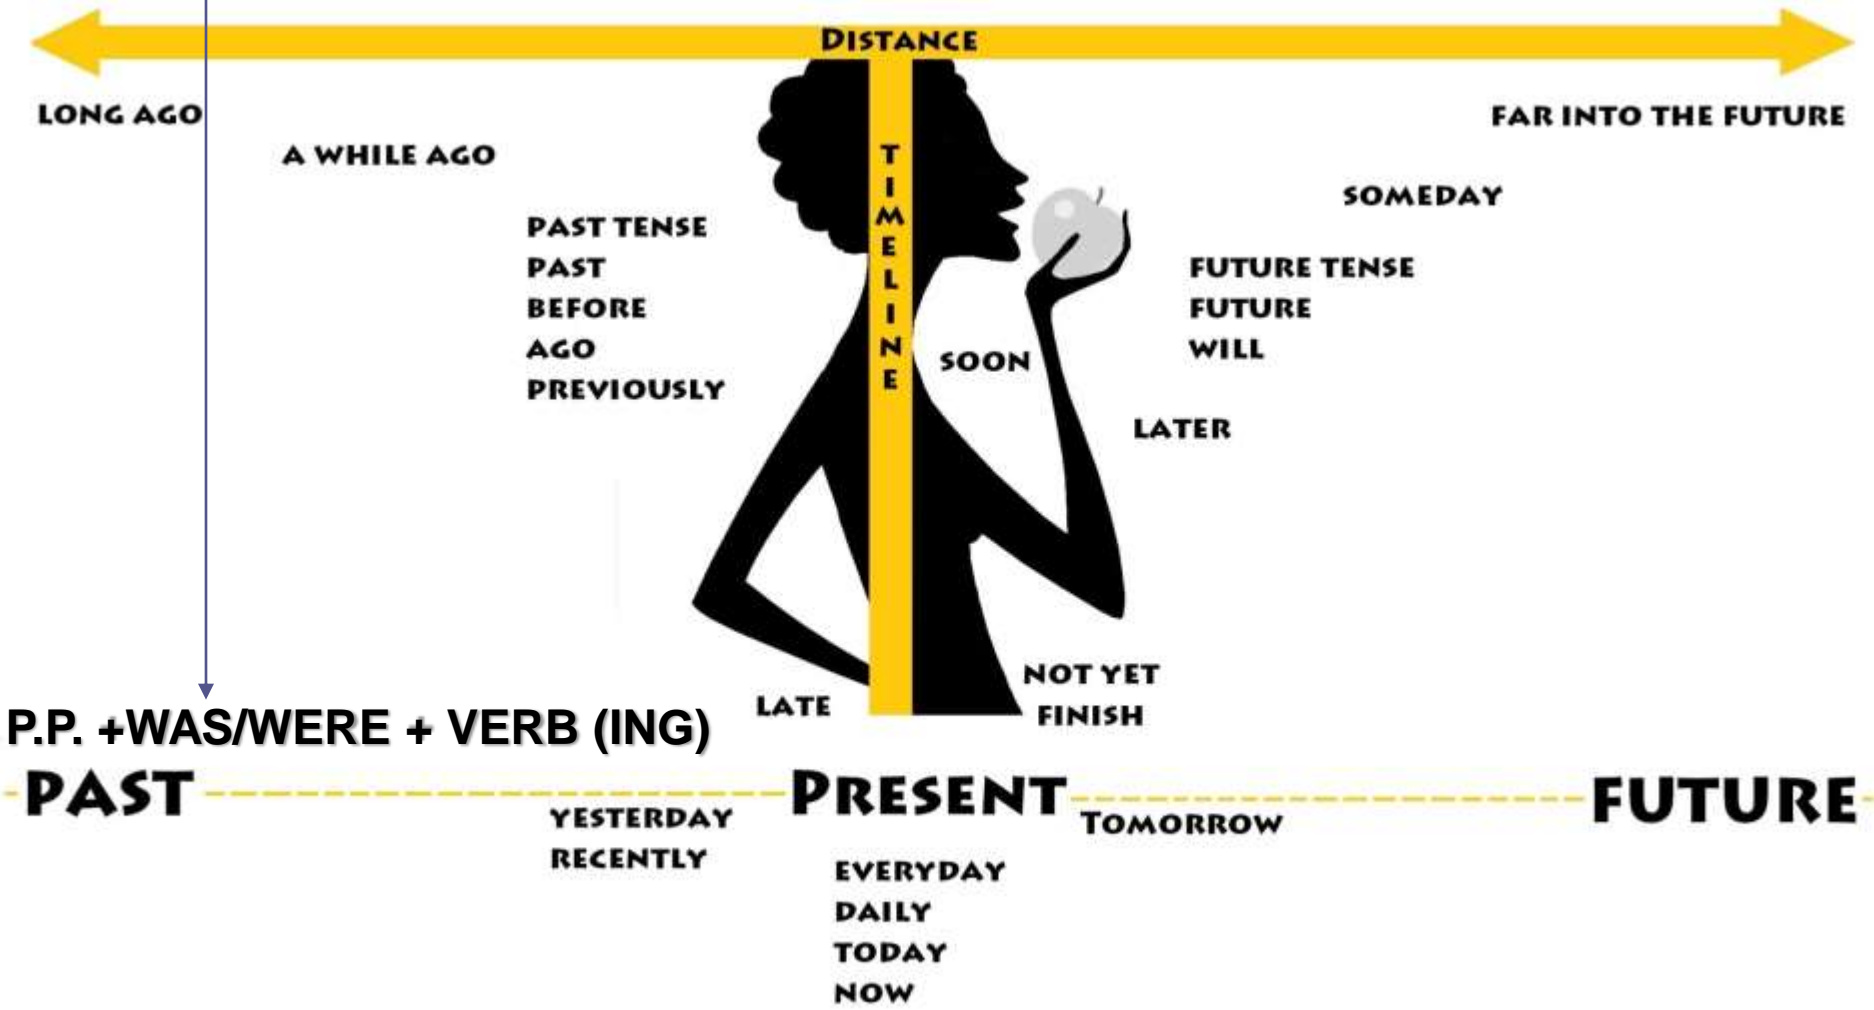 DISTANCE
LONG AGO
FAR INTO THE FUTURE
A WHILE AGO
TIMELINE
SOMEDAY
PAST TENSE
PAST
BEFORE
AGO
PREVIOUSLY
FUTURE TENSE
FUTURE
WILL
SOON
LATER
LATE
NOT YET
FINISH
P.P. +WAS/WERE + VERB (ING)
PAST
PRESENT
FUTURE
YESTERDAY
RECENTLY
TOMORROW
EVERYDAY
DAILY
TODAY
NOW